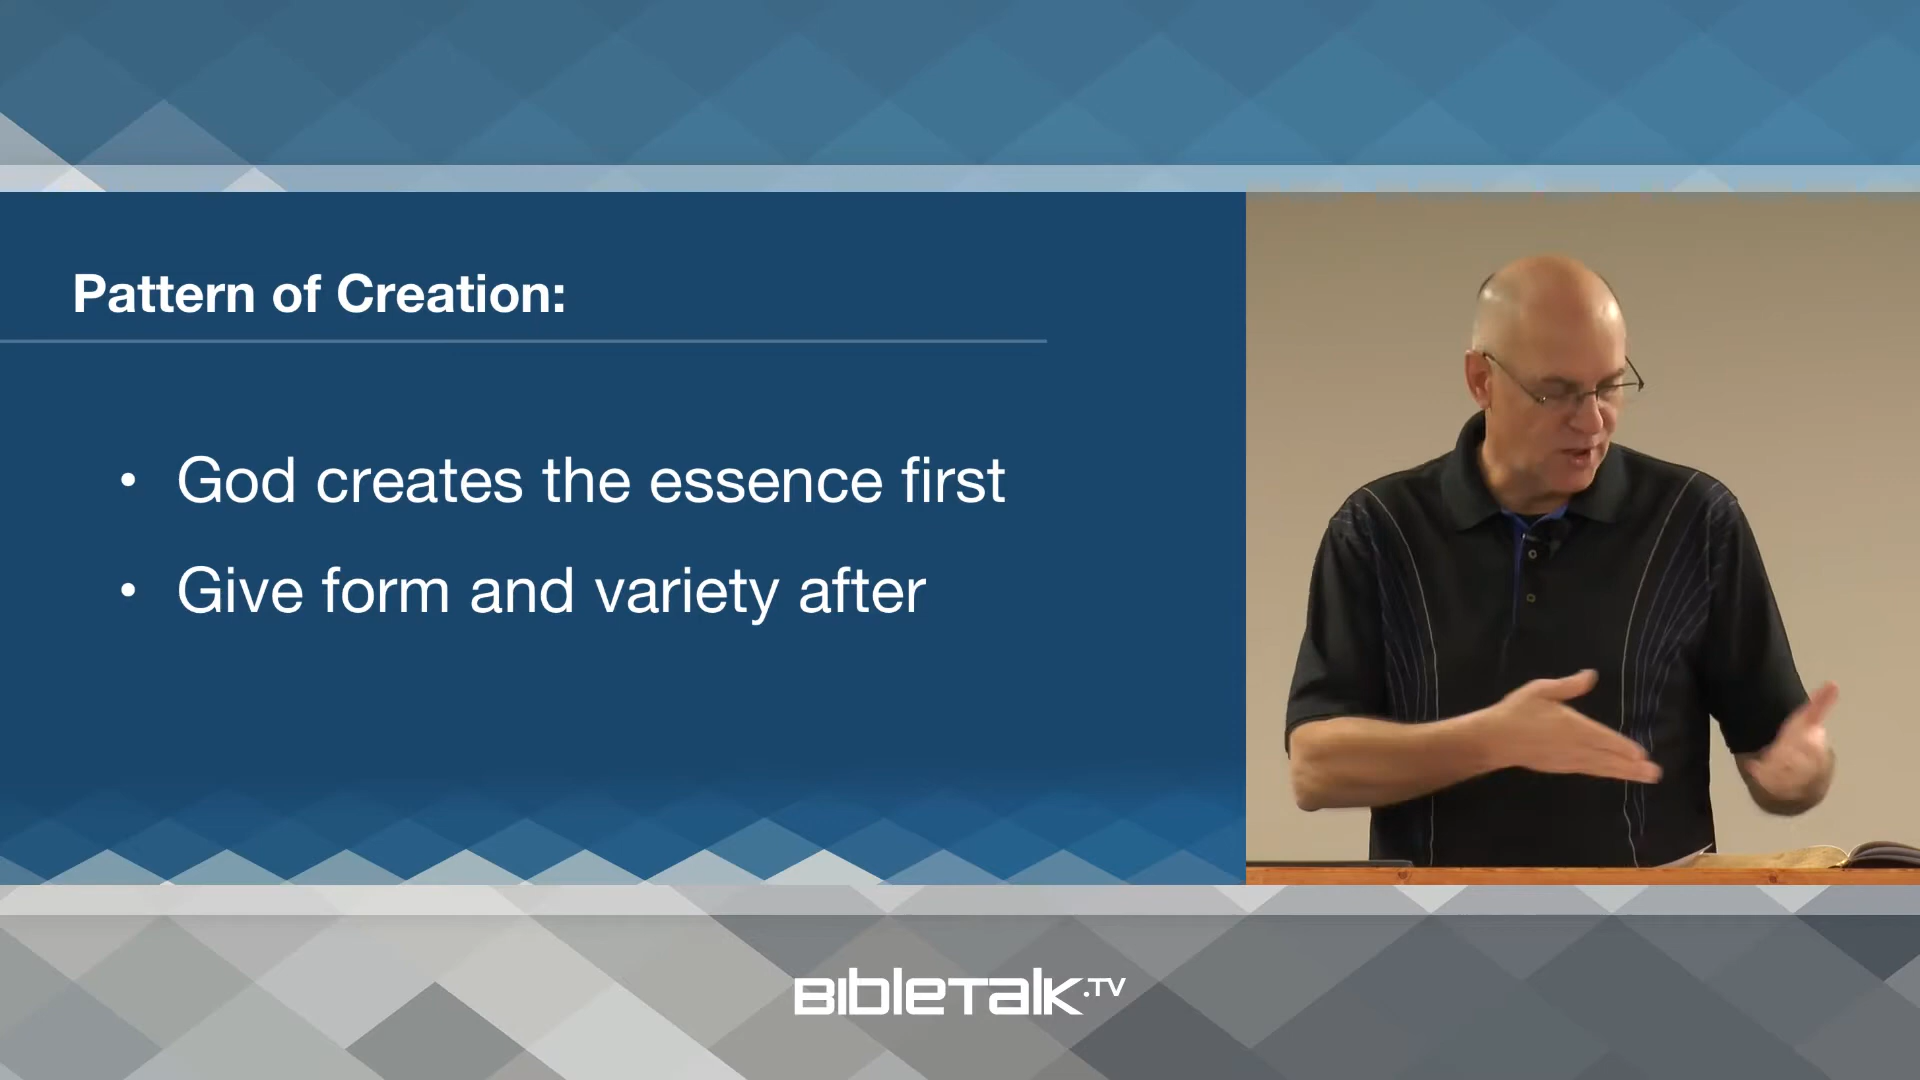 Pattern of Creation:
• God creates the essence first
• Give form and variety after
BibleTalk.TV